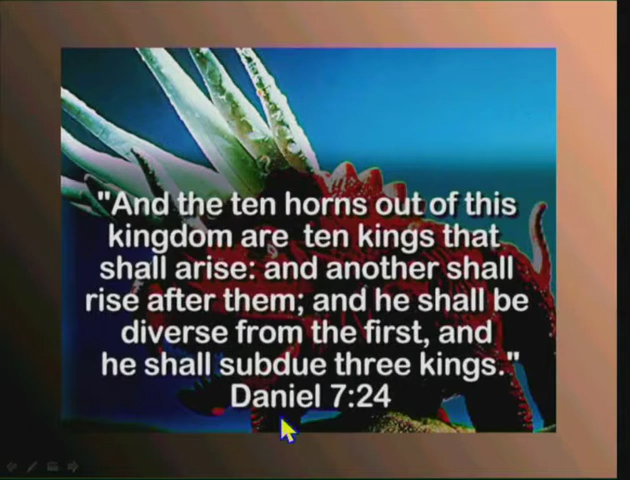 "And the ten horns out of this
kingdom are ten kings that
shall arise: and another shall
rise after them; and he shall be
diverse from the first, and
he shall subdue three kings."
Daniel 7:24